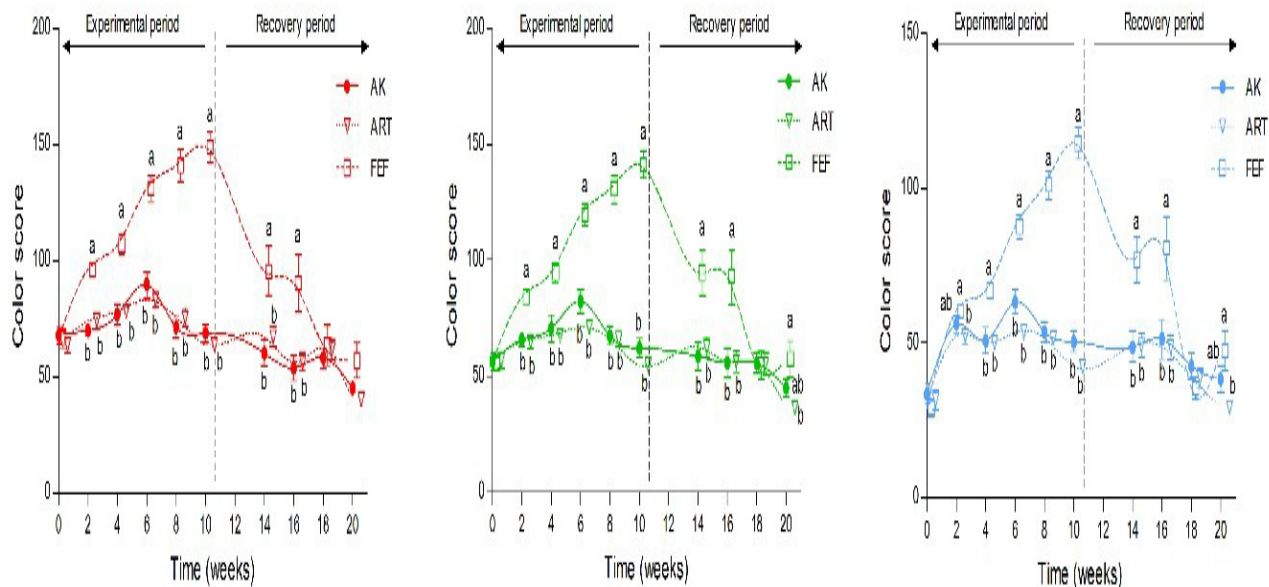 Experimental period Recovery period
200
150
100
50
0
Color score
AK
ART
FEF
a a a a a a a
b b b b b b b b b b b b b
0 2 4 6 8 10 12 14 16 18 20
Time (weeks)
Experimental period Recovery period
200
150
100
50
0
Color score
AK
ART
FEF
a a a a a a a a
b b b b b b b b b b b b b b ab b
0 2 4 6 8 10 12 14 16 18 20
Time (weeks)
Experimental period Recovery period
150
100
50
0
Color score
AK
ART
FEF
ab a a a a a a a
b b b b b b b b b b b b ab b
0 2 4 6 8 10 12 14 16 18 20
Time (weeks)